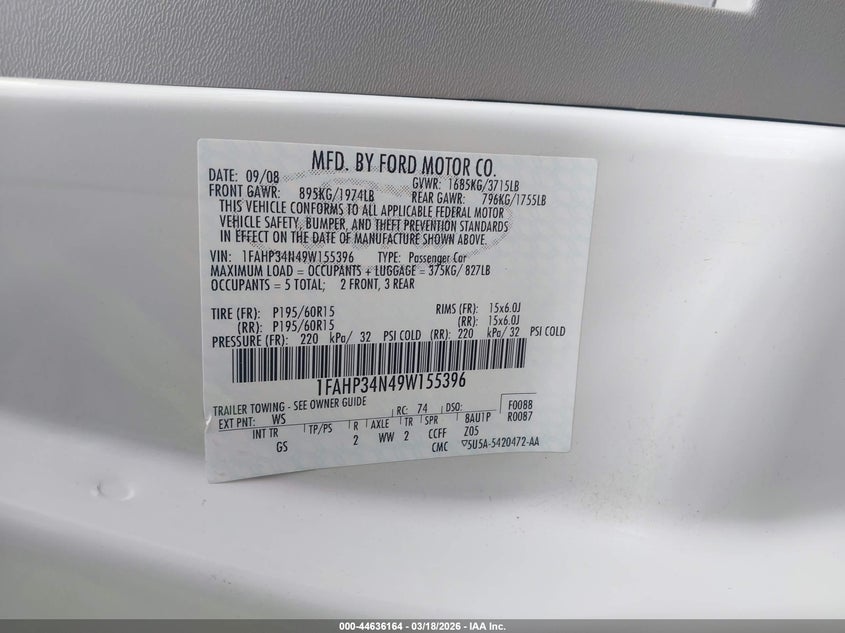 MFD. BY FORD MOTOR CO.
DATE: 09/08 GVWR: 1685KG/3715LB
FRONT GAWR: 895KG/1974LB REAR GAWR: 796KG/1755LB
THIS VEHICLE CONFORMS TO ALL APPLICABLE FEDERAL MOTOR
VEHICLE SAFETY, BUMPER, AND THEFT PREVENTION STANDARDS
IN EFFECT ON THE DATE OF MANUFACTURE SHOWN ABOVE.
VIN: 1FAHP34N49W155396 TYPE: Passenger Car
MAXIMUM LOAD = OCCUPANTS + LUGGAGE = 375KG/ 827LB
OCCUPANTS = 5 TOTAL; 2 FRONT, 3 REAR
TIRE (FR): P195/60R15 RIMS (FR): 15x6.0J
(RR): P195/60R15 (RR): 15x6.0J
PRESSURE (FR): 220 kPa/ 32 PSI COLD (RR): 220 kPa/ 32 PSI COLD
1FAHP34N49W155396
TRAILER TOWING - SEE OWNER GUIDE
EXT PNT: WS RC: 74 DSO: F0088
INT TR TP/PS R AXLE TR SPR BAU1P R0087
GS 2 WW 2 CCFF Z05
CMC ▽5U5A-5420472-AA
000-44636164 — 03/18/2026 — IAA Inc.